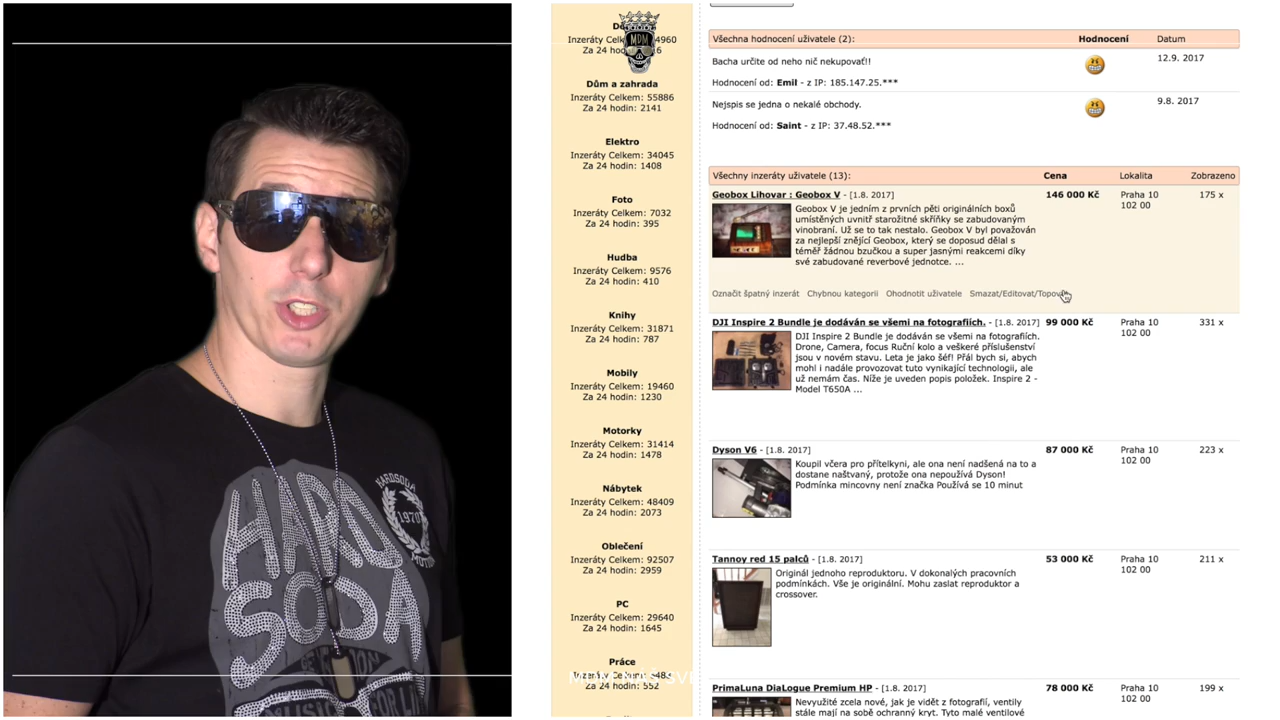 HARD
SODA
HARDSODA
1970
MDM
4960
Dům a zahrada
Inzeráty Celkem: 55886
Za 24 hodin: 2141
Elektro
Inzeráty Celkem: 34045
Za 24 hodin: 1408
Foto
Inzeráty Celkem: 7032
Za 24 hodin: 395
Hudba
Inzeráty Celkem: 9576
Za 24 hodin: 410
Knihy
Inzeráty Celkem: 31871
Za 24 hodin: 787
Mobily
Inzeráty Celkem: 19460
Za 24 hodin: 1230
Motorky
Inzeráty Celkem: 31414
Za 24 hodin: 1478
Nábytek
Inzeráty Celkem: 48409
Za 24 hodin: 2073
Oblečení
Inzeráty Celkem: 92507
Za 24 hodin: 2959
PC
Inzeráty Celkem: 29640
Za 24 hodin: 1645
Práce
Za 24 hodin: 552
Všechna hodnocení uživatele (2): Hodnocení Datum
Bacha určite od neho nič nekupovať!! 12.9. 2017
Hodnocení od: Emil - z IP: 185.147.25.***
Nejspis se jedna o nekalé obchody. 9.8. 2017
Hodnocení od: Saint - z IP: 37.48.52.***
Všechny inzeráty uživatele (13): Cena Lokalita Zobrazeno
Geobox Lihovar : Geobox V - [1.8. 2017] 146 000 Kč Praha 10 175 x
102 00
Geobox V je jedním z prvních pěti originálních boxů
umístěných uvnitř starožitné skříňky se zabudovaným
vinobraní. Už se to tak nestalo. Geobox V byl považován
za nejlepší znějící Geobox, který se doposud dělal s
téměř žádnou bzučkou a super jasnými reakcemi díky
své zabudované reverbové jednotce. ...
Označit špatný inzerát Chybnou kategorii Ohodnotit uživatele Smazat/Editovat/Topovat
DJI Inspire 2 Bundle je dodáván se všemi na fotografiích. - [1.8. 2017] 99 000 Kč Praha 10 331 x
102 00
DJI Inspire 2 Bundle je dodáván se všemi na fotografiích.
Drone, Camera, focus Ruční kolo a veškeré příslušenství
jsou v novém stavu. Leta je jako šéf! Přál bych si, abych
mohl i nadále provozovat tuto vynikající technologii, ale
už nemám čas. Níže je uveden popis položek. Inspire 2 -
Model T650A ...
Dyson V6 - [1.8. 2017] 87 000 Kč Praha 10 223 x
102 00
Koupil včera pro přítelkyni, ale ona není nadšená na to a
dostane naštvaný, protože ona nepoužívá Dyson!
Podmínka mincovny není značka Používá se 10 minut
Tannoy red 15 palců - [1.8. 2017] 53 000 Kč Praha 10 211 x
102 00
Originál jednoho reproduktoru. V dokonalých pracovních
podmínkách. Vše je originální. Mohu zaslat reproduktor a
crossover.
PrimaLuna DiaLogue Premium HP - [1.8. 2017] 78 000 Kč Praha 10 199 x
102 00
Nevyužité zcela nové, jak je vidět z fotografií, ventily
stále mají na sobě ochranný kryt. Tyto malé ventilové